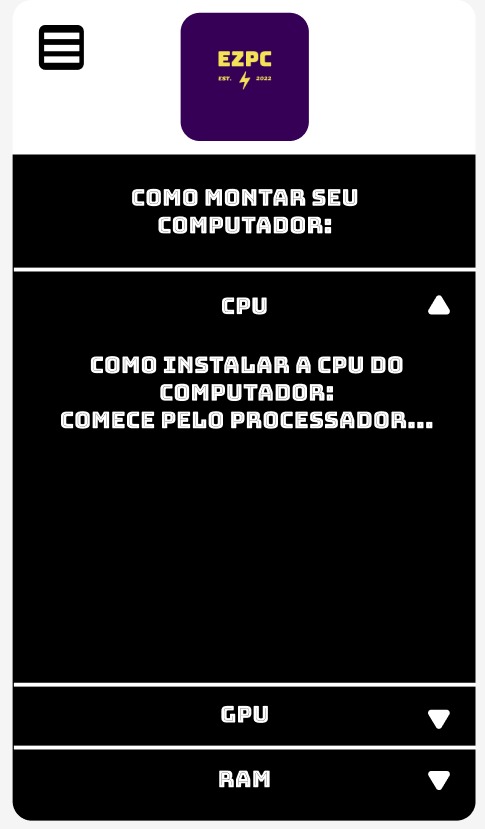 EZPC
EST. 2022
COMO MONTAR SEU
COMPUTADOR:
CPU
COMO INSTALAR A CPU DO
COMPUTADOR:
COMECE PELO PROCESSADOR...
GPU
RAM